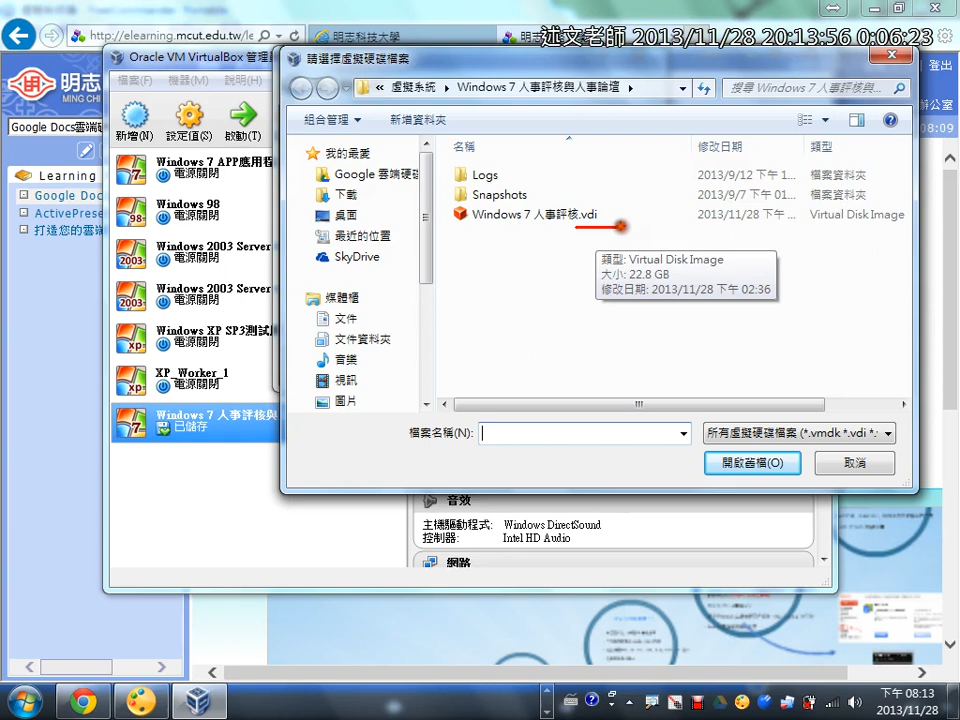 http://elearning.mcut.edu.tw/le
明志科技大學
述文老師 2013/11/28 20:13:56 0:06:23
登出
明志
MING CHI
辦公室
08:09
Google Docs雲端
Learning
Google Doc
ActivePrese
打造您的雲端
Oracle VM VirtualBox 管理
檔案(F) 機器(M) 說明(H)
新增(N) 設定值(S) 啟動(T)
Windows 7 APP應用程
電源關閉
Windows 98
電源關閉
Windows 2003 Server
電源關閉
Windows 2003 Server
電源關閉
Windows XP SP3測試
電源關閉
XP_Worker_1
電源關閉
Windows 7 人事評核與
已儲存
請選擇虛擬硬碟檔案
« 虛擬系統 Windows 7 人事評核與人事論壇
搜尋 Windows 7 人事評核與...
組合管理 新增資料夾
我的最愛
Google 雲端硬碟
下載
桌面
最近的位置
SkyDrive
媒體櫃
文件
文件資料夾
音樂
視訊
圖片
名稱 修改日期 類型
Logs 2013/9/12 下午 1... 檔案資料夾
Snapshots 2013/9/7 下午 01... 檔案資料夾
Windows 7 人事評核.vdi 2013/11/28 下午 ... Virtual Disk Image
類型: Virtual Disk Image
大小: 22.8 GB
修改日期: 2013/11/28 下午 02:36
檔案名稱(N):
所有虛擬硬碟檔案 (*.vmdk *.vdi *.
開啟舊檔(O) 取消
音效
主機驅動程式: Windows DirectSound
控制器: Intel HD Audio
網路
下午 08:13
2013/11/28